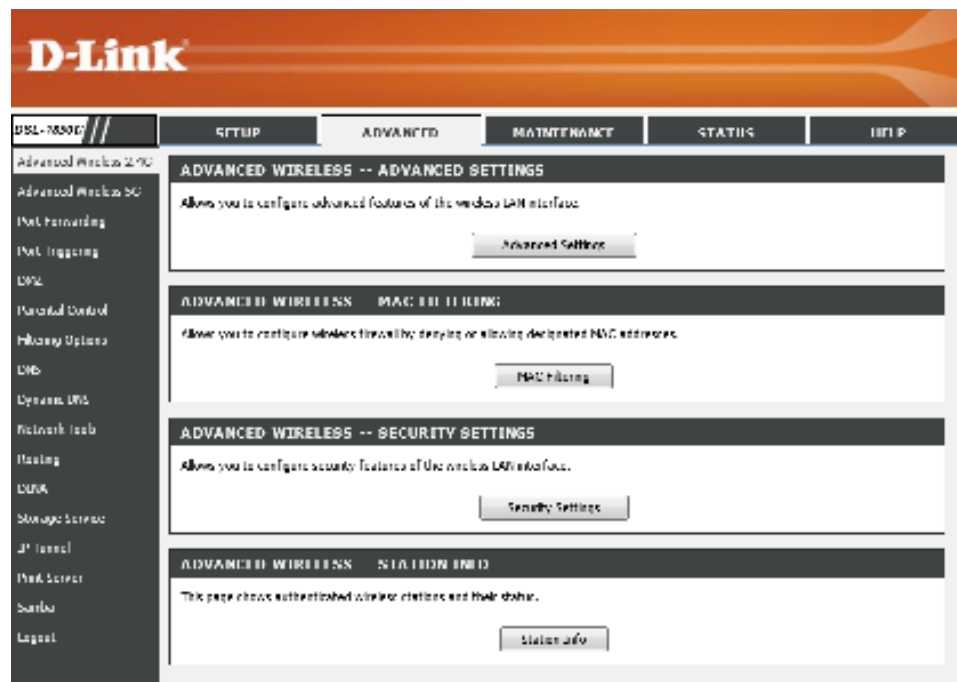 D-Link
SETUP
ADVANCED
MAINTENANCE
STATUS
HELP
Advanced Wireless 2.4G
Advanced Wireless 5G
Port Forwarding
Port Triggering
DMZ
Parental Control
Filtering Options
DNS
Dynamic DNS
Network Tools
Routing
DLNA
Storage Service
IP Tunnel
Print Server
Samba
Logout
ADVANCED WIRELESS -- ADVANCED SETTINGS
Allows you to configure advanced features of the wireless LAN interface.
Advanced Settings
ADVANCED WIRELESS -- MAC FILTERING
Allows you to configure wireless firewall by denying or allowing designated MAC addresses.
MAC Filtering
ADVANCED WIRELESS -- SECURITY SETTINGS
Allows you to configure security features of the wireless LAN interface.
Security Settings
ADVANCED WIRELESS -- STATION INFO
This page shows authenticated wireless stations and their status.
Station Info